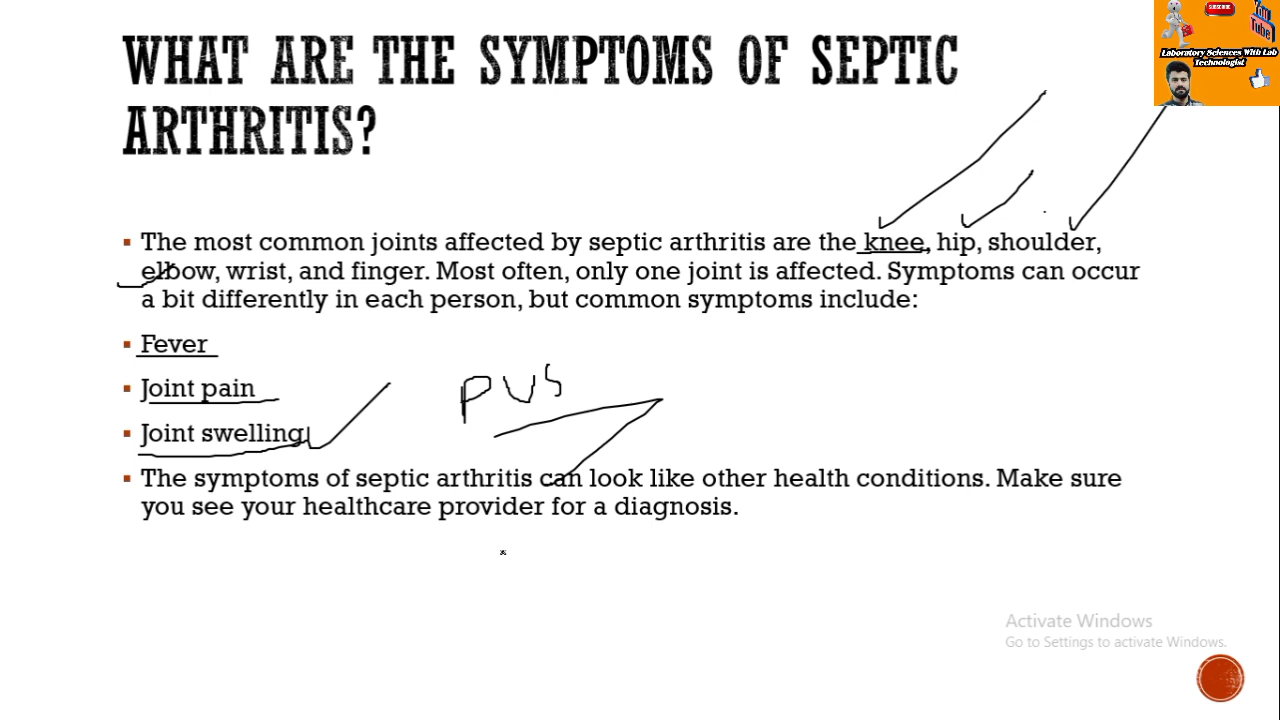 SUBSCRIBE
Zony
Tube
WHAT ARE THE SYMPTOMS OF SEPTIC
ARTHRITIS?
Laboratory Sciences With Lab
Technologist
▪ The most common joints affected by septic arthritis are the knee, hip, shoulder,
elbow, wrist, and finger. Most often, only one joint is affected. Symptoms can occur
a bit differently in each person, but common symptoms include:
▪ Fever
▪ Joint pain
PUS
▪ Joint swelling
▪ The symptoms of septic arthritis can look like other health conditions. Make sure
you see your healthcare provider for a diagnosis.
Activate Windows
Go to Settings to activate Windows.